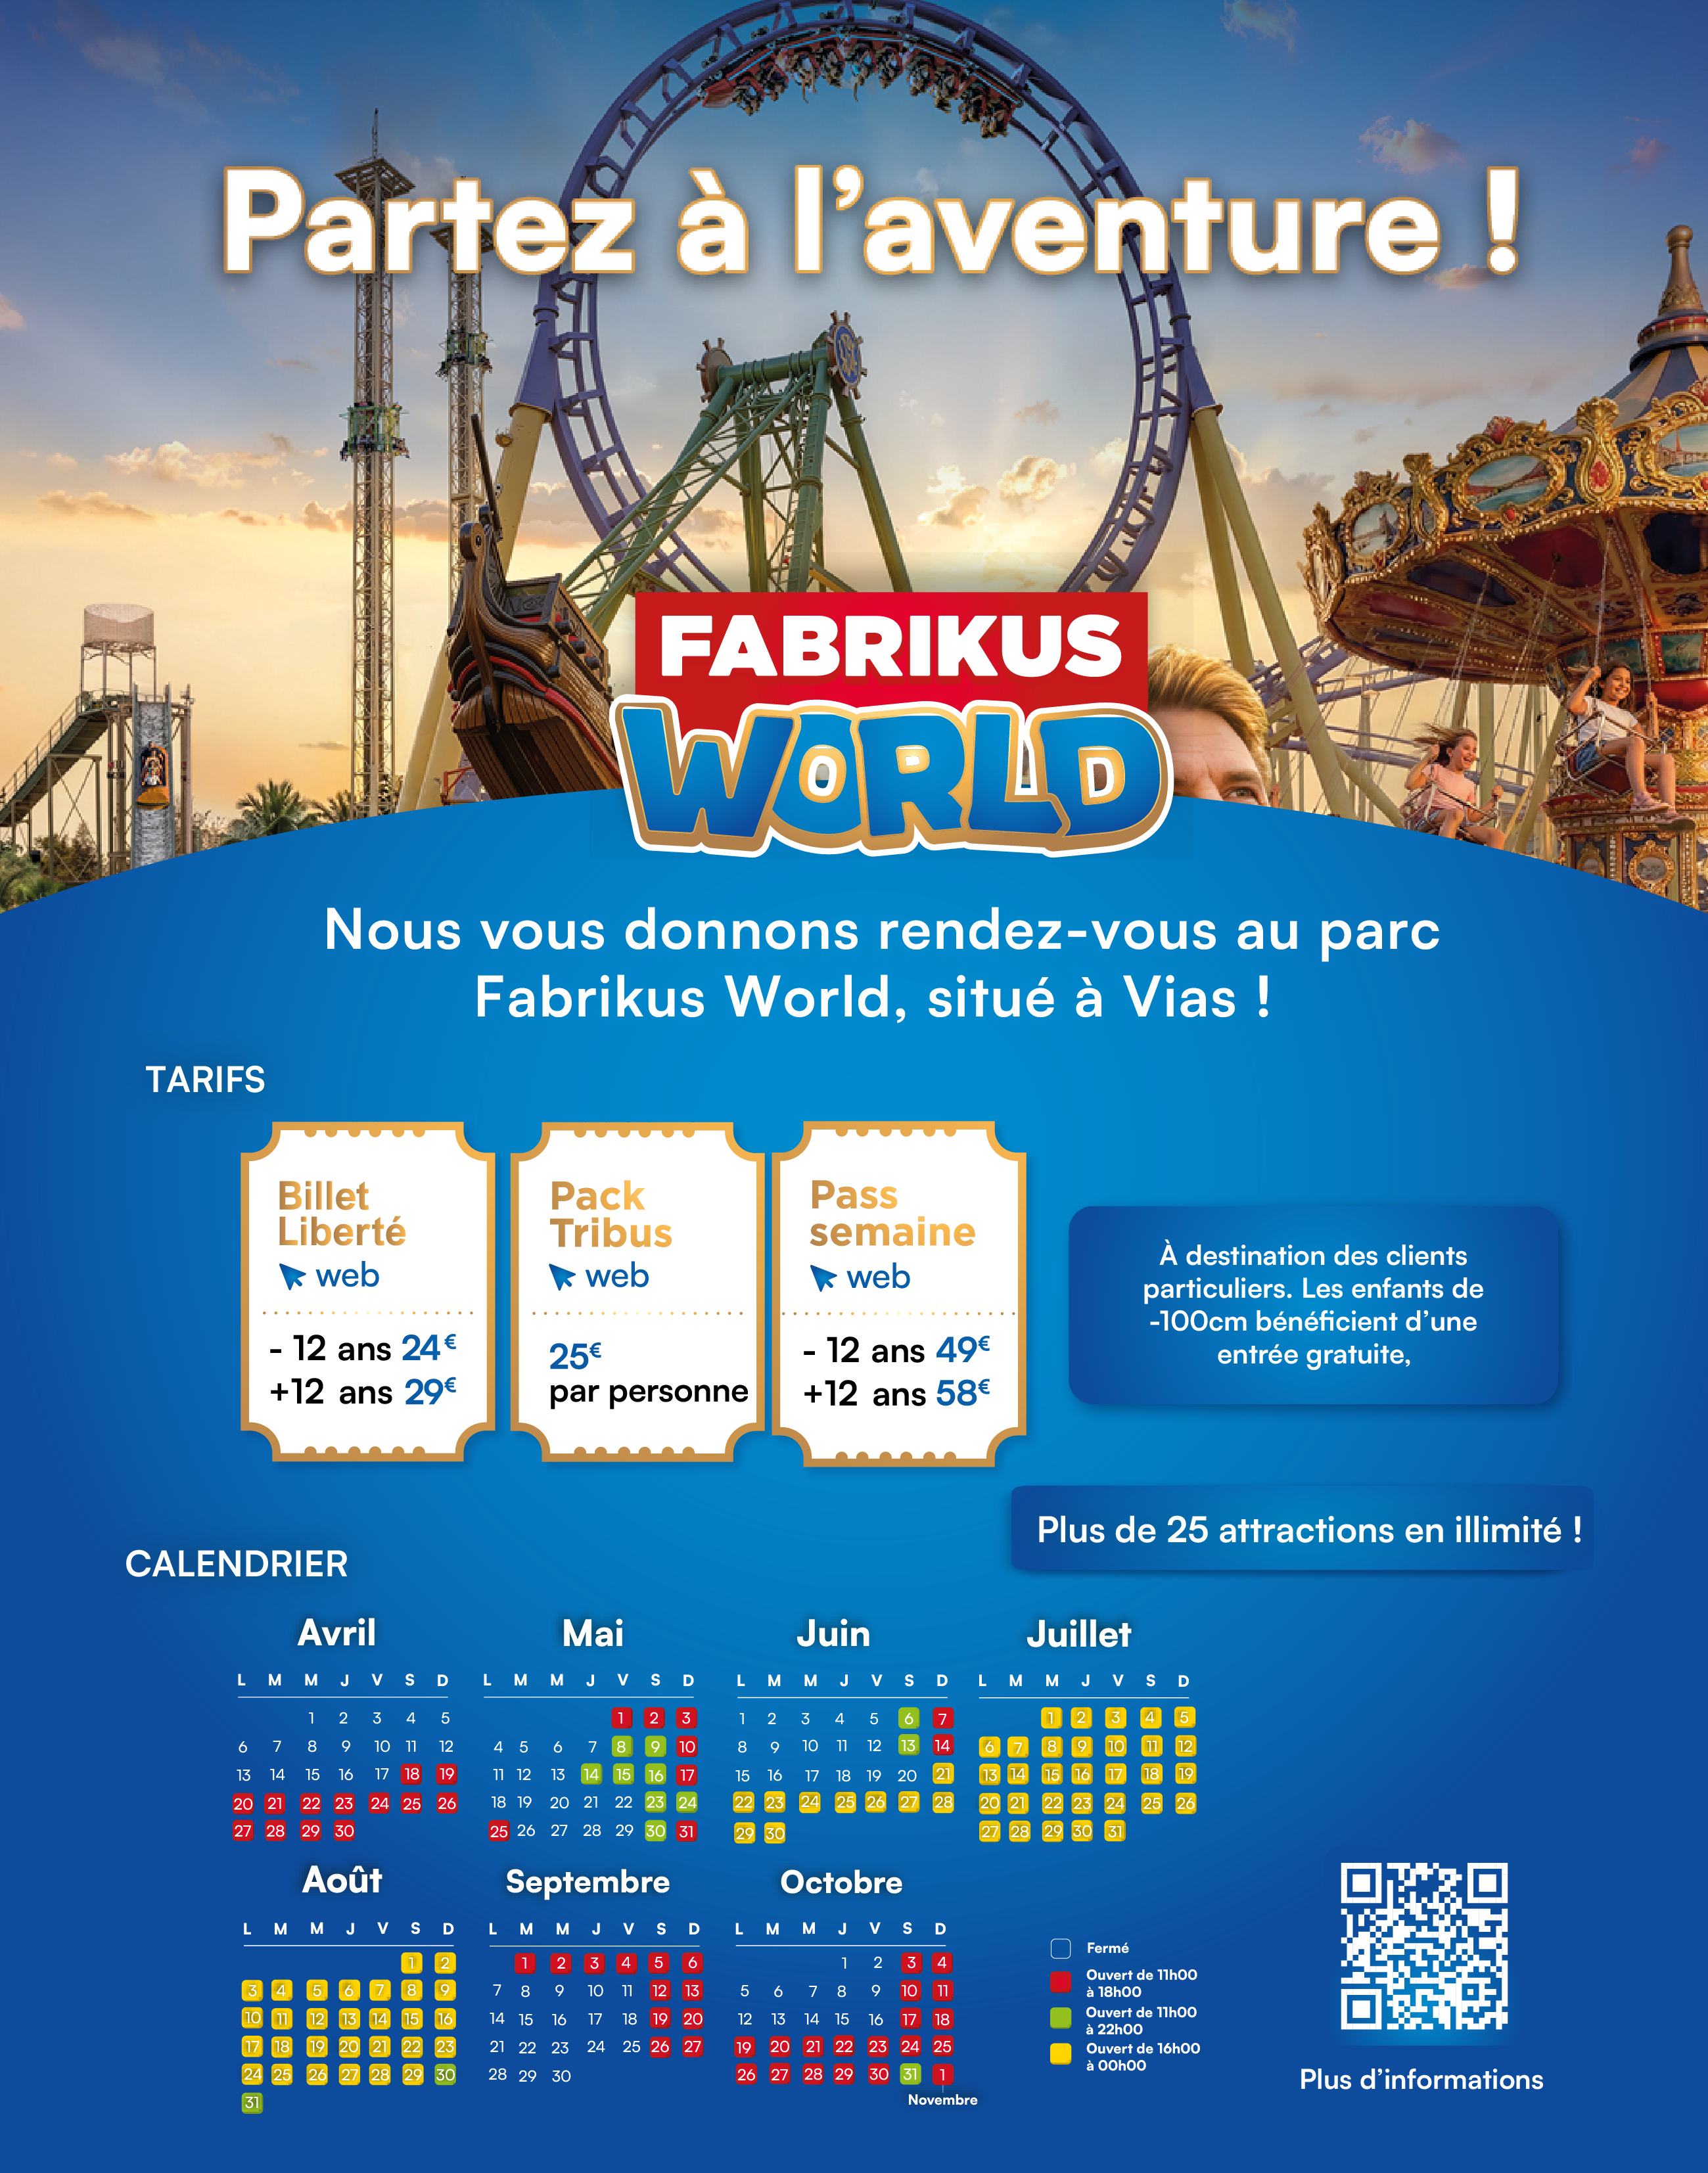 Partez à l'aventure !
FABRIKUS
WORLD
Nous vous donnons rendez-vous au parc
Fabrikus World, situé à Vias !
TARIFS
Billet
Liberté
web
- 12 ans 24€
+12 ans 29€
Pack
Tribus
web
25€
par personne
Pass
semaine
web
- 12 ans 49€
+12 ans 58€
À destination des clients
particuliers. Les enfants de
-100cm bénéficient d'une
entrée gratuite,
Plus de 25 attractions en illimité !
CALENDRIER
Avril
L M M J V S D
1 2 3 4 5
6 7 8 9 10 11 12
13 14 15 16 17 18 19
20 21 22 23 24 25 26
27 28 29 30
Mai
L M M J V S D
1 2 3
4 5 6 7 8 9 10
11 12 13 14 15 16 17
18 19 20 21 22 23 24
25 26 27 28 29 30 31
Juin
L M M J V S D
1 2 3 4 5 6 7
8 9 10 11 12 13 14
15 16 17 18 19 20 21
22 23 24 25 26 27 28
29 30
Juillet
L M M J V S D
1 2 3 4 5
6 7 8 9 10 11 12
13 14 15 16 17 18 19
20 21 22 23 24 25 26
27 28 29 30 31
Août
L M M J V S D
1 2
3 4 5 6 7 8 9
10 11 12 13 14 15 16
17 18 19 20 21 22 23
24 25 26 27 28 29 30
31
Septembre
L M M J V S D
1 2 3 4 5 6
7 8 9 10 11 12 13
14 15 16 17 18 19 20
21 22 23 24 25 26 27
28 29 30
Octobre
L M M J V S D
1 2 3 4
5 6 7 8 9 10 11
12 13 14 15 16 17 18
19 20 21 22 23 24 25
26 27 28 29 30 31 1
Novembre
Fermé
Ouvert de 11h00
à 18h00
Ouvert de 11h00
à 22h00
Ouvert de 16h00
à 00h00
Plus d'informations